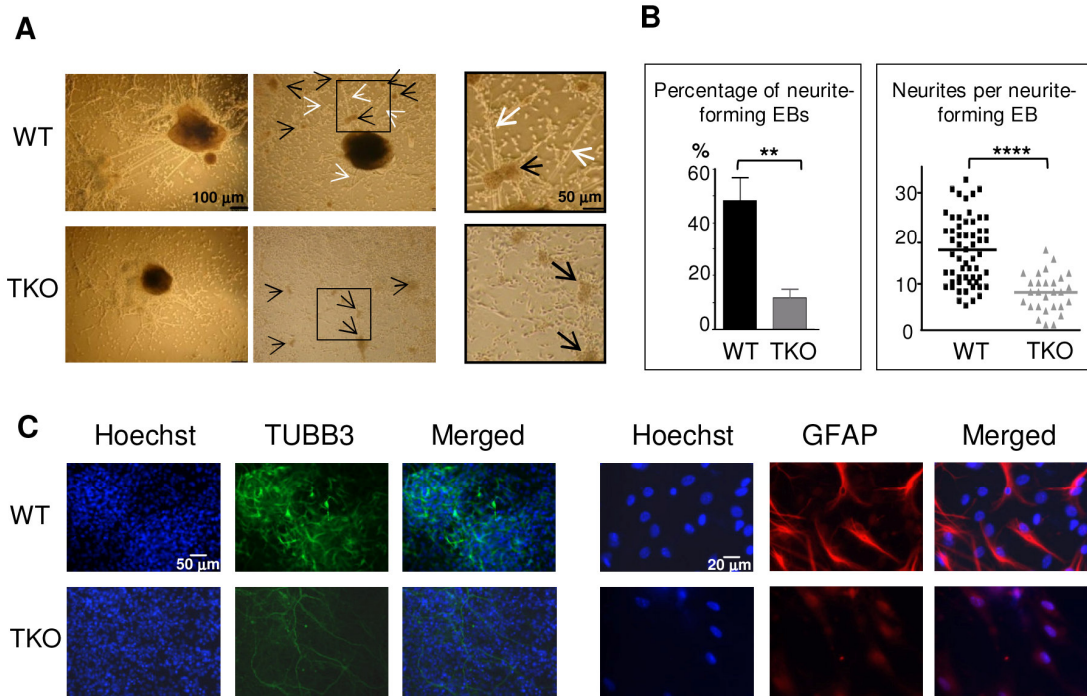 A
WT
100 µm
50 µm
TKO
B
Percentage of neurite-
forming EBs
%
**
60
40
20
0
WT TKO
Neurites per neurite-
forming EB
****
30
20
10
0
WT TKO
C
Hoechst TUBB3 Merged
WT
50 µm
TKO
Hoechst GFAP Merged
20 µm